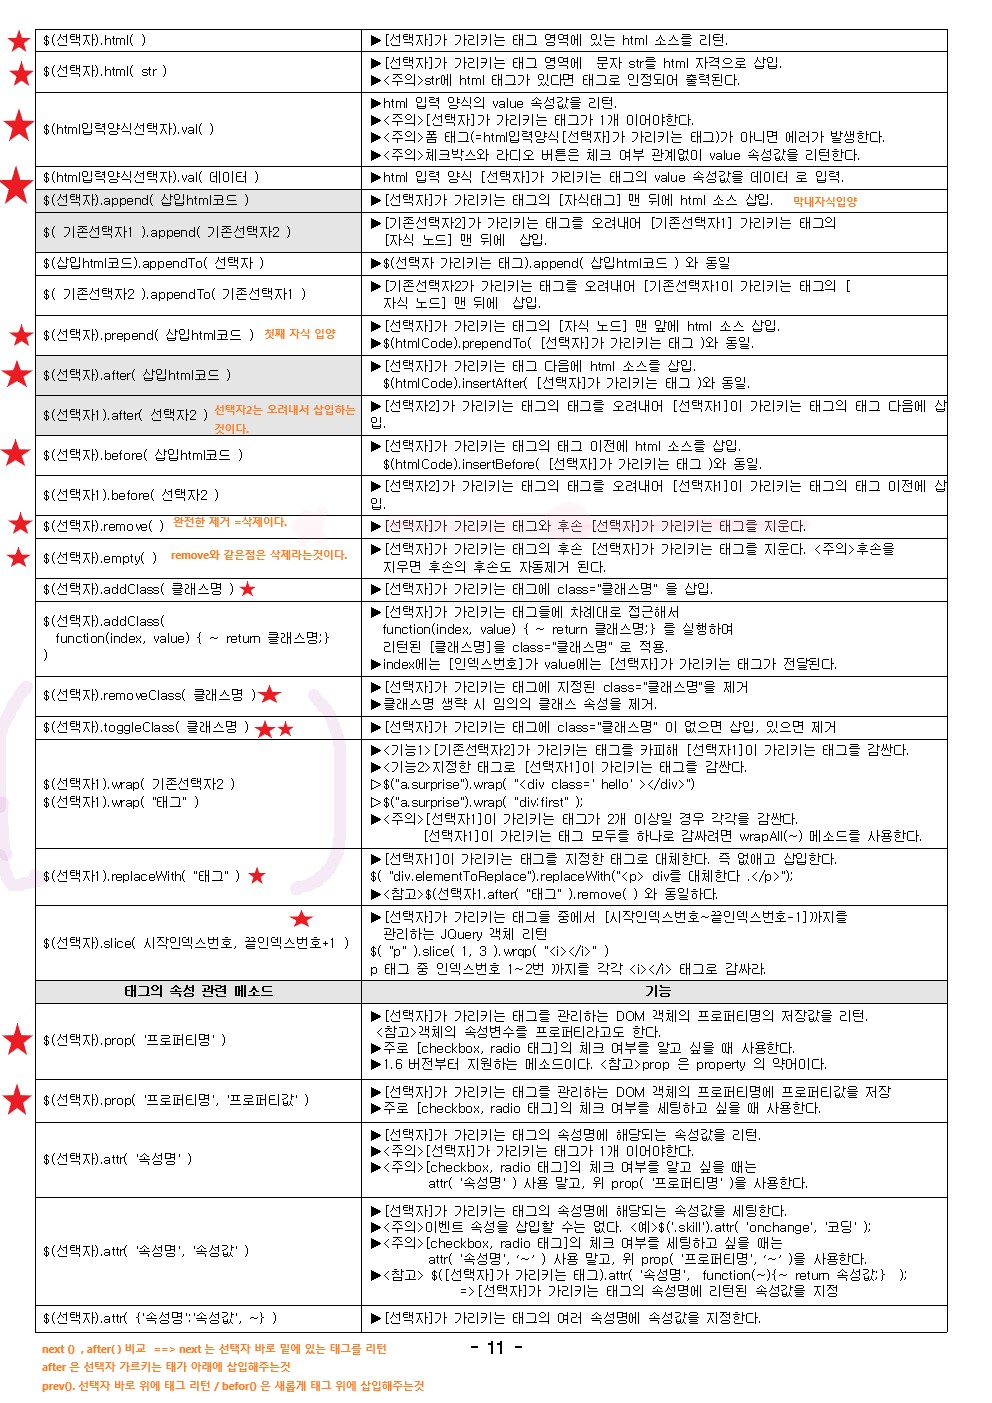 $(선택자).html( )
▶[선택자]가 가리키는 태그 영역에 있는 html 소스를 리턴.
$(선택자).html( str )
▶[선택자]가 가리키는 태그 영역에 문자 str를 html 자격으로 삽입.
▶<주의>str에 html 태그가 있다면 태그로 인정되어 출력된다.
$(html입력양식선택자).val( )
▶html 입력 양식의 value 속성값을 리턴.
▶<주의>[선택자]가 가리키는 태그가 1개 이어야한다.
▶<주의>폼 태그(=html입력양식[선택자]가 가리키는 태그)가 아니면 에러가 발생한다.
▶<주의>체크박스와 라디오 버튼은 체크 여부 관계없이 value 속성값을 리턴한다.
$(html입력양식선택자).val( 데이터 )
▶html 입력 양식 [선택자]가 가리키는 태그의 value 속성값을 데이터 로 입력.
$(선택자).append( 삽입html코드 )
▶[선택자]가 가리키는 태그의 [자식태그] 맨 뒤에 html 소스 삽입. 막내자식입양
$( 기존선택자1 ).append( 기존선택자2 )
▶[기존선택자2]가 가리키는 태그를 오려내어 [기존선택자1] 가리키는 태그의
[자식 노드] 맨 뒤에 삽입.
$(삽입html코드).appendTo( 선택자 )
▶$(선택자 가리키는 태그).append( 삽입html코드 ) 와 동일
$( 기존선택자2 ).appendTo( 기존선택자1 )
▶[기존선택자2가 가리키는 태그를 오려내어 [기존선택자1이 가리키는 태그의 [
자식 노드] 맨 뒤에 삽입.
$(선택자).prepend( 삽입html코드 ) 첫째 자식 입양
▶[선택자]가 가리키는 태그의 [자식 노드] 맨 앞에 html 소스 삽입.
▶$(htmlCode).prependTo( [선택자]가 가리키는 태그 )와 동일.
$(선택자).after( 삽입html코드 )
▶[선택자]가 가리키는 태그 다음에 html 소스를 삽입.
$(htmlCode).insertAfter( [선택자]가 가리키는 태그 )와 동일.
$(선택자1).after( 선택자2 ) 선택자2는 오려내서 삽입하는
것이다.
▶[선택자2]가 가리키는 태그의 태그를 오려내어 [선택자1]이 가리키는 태그의 태그 다음에 삽
입.
$(선택자).before( 삽입html코드 )
▶[선택자]가 가리키는 태그의 태그 이전에 html 소스를 삽입.
$(htmlCode).insertBefore( [선택자]가 가리키는 태그 )와 동일.
$(선택자1).before( 선택자2 )
▶[선택자2]가 가리키는 태그의 태그를 오려내어 [선택자1]이 가리키는 태그의 태그 이전에 삽
입.
$(선택자).remove( ) 완전한 제거 =삭제이다.
▶[선택자]가 가리키는 태그와 후손 [선택자]가 가리키는 태그를 지운다.
$(선택자).empty( ) remove와 같은점은 삭제라는것이다.
▶[선택자]가 가리키는 태그의 후손 [선택자]가 가리키는 태그를 지운다. <주의>후손을
지우면 후손의 후손도 자동제거 된다.
$(선택자).addClass( 클래스명 )
▶[선택자]가 가리키는 태그에 class="클래스명" 을 삽입.
$(선택자).addClass(
function(index, value) { ~ return 클래스명;}
)
▶[선택자]가 가리키는 태그들에 차례대로 접근해서
function(index, value) { ~ return 클래스명;} 를 실행하여
리턴된 [클래스명]을 class="클래스명" 로 적용.
▶index에는 [인덱스번호]가 value에는 [선택자]가 가리키는 태그가 전달된다.
$(선택자).removeClass( 클래스명 )
▶[선택자]가 가리키는 태그에 지정된 class="클래스명"을 제거
▶클래스명 생략 시 임의의 클래스 속성을 제거.
$(선택자).toggleClass( 클래스명 )
▶[선택자]가 가리키는 태그에 class="클래스명" 이 없으면 삽입, 있으면 제거
$(선택자1).wrap( 기존선택자2 )
$(선택자1).wrap( "태그" )
▶<기능1>[기존선택자2]가 가리키는 태그를 카피해 [선택자1]이 가리키는 태그를 감싼다.
▶<기능2>지정한 태그로 [선택자1]이 가리키는 태그를 감싼다.
▷$("a.surprise").wrap( "<div class=' hello' ></div>")
▷$("a.surprise").wrap( "div:first" );
▶<주의>[선택자1]이 가리키는 태그가 2개 이상일 경우 각각을 감싼다.
[선택자1]이 가리키는 태그 모두를 하나로 감싸려면 wrapAll(~) 메소드를 사용한다.
$(선택자1).replaceWith( "태그" )
▶[선택자1]이 가리키는 태그를 지정한 태그로 대체한다. 즉 없애고 삽입한다.
$( "div.elementToReplace").replaceWith("<p> div를 대체한다 .</p>");
▶<참고>$(선택자1.after( "태그" ).remove( ) 와 동일하다.
$(선택자).slice( 시작인덱스번호, 끝인덱스번호+1 )
▶[선택자]가 가리키는 태그들 중에서 [시작인덱스번호~끝인덱스번호-1]까지를
관리하는 JQuery 객체 리턴
$( "p" ).slice( 1, 3 ).wrqp( "<i></i>" )
p 태그 중 인덱스번호 1~2번 까지를 각각 <i></i> 태그로 감싸라.
태그의 속성 관련 메소드
기능
$(선택자).prop( '프로퍼티명' )
▶[선택자]가 가리키는 태그를 관리하는 DOM 객체의 프로퍼티명의 저장값을 리턴.
<참고>객체의 속성변수를 프로퍼티라고도 한다.
▶주로 [checkbox, radio 태그]의 체크 여부를 알고 싶을 때 사용한다.
▶1.6 버전부터 지원하는 메소드이다. <참고>prop 은 property 의 약어이다.
$(선택자).prop( '프로퍼티명', '프로퍼티값' )
▶[선택자]가 가리키는 태그를 관리하는 DOM 객체의 프로퍼티명에 프로퍼티값을 저장
▶주로 [checkbox, radio 태그]의 체크 여부를 세팅하고 싶을 때 사용한다.
$(선택자).attr( '속성명' )
▶[선택자]가 가리키는 태그의 속성명에 해당되는 속성값을 리턴.
▶<주의>[선택자]가 가리키는 태그가 1개 이어야한다.
▶<주의>[checkbox, radio 태그]의 체크 여부를 알고 싶을 때는
attr( '속성명' ) 사용 말고, 위 prop( '프로퍼티명' )을 사용한다.
$(선택자).attr( '속성명', '속성값' )
▶[선택자]가 가리키는 태그의 속성명에 해당되는 속성값을 세팅한다.
▶<주의>이벤트 속성을 삽입할 수는 없다. <예>$('.skill').attr( 'onchange', '코딩' );
▶<주의>[checkbox, radio 태그]의 체크 여부를 세팅하고 싶을 때는
attr( '속성명', '~' ) 사용 말고, 위 prop( '프로퍼티명', '~' )을 사용한다.
▶<참고> $([선택자]가 가리키는 태그).attr( '속성명', function(~){~ return 속성값;} );
=>[선택자]가 가리키는 태그의 속성명에 리턴된 속성값을 지정
$(선택자).attr( {'속성명':'속성값', ~} )
▶[선택자]가 가리키는 태그의 여러 속성명에 속성값을 지정한다.
- 11 -
next () , after( ) 비교 ==> next 는 선택자 바로 밑에 있는 태그를 리턴
after 은 선택자 가르키는 태가 아래에 삽입해주는것
prev(). 선택자 바로 위에 태그 리턴 / befor() 은 새롭게 태그 위에 삽입해주는것